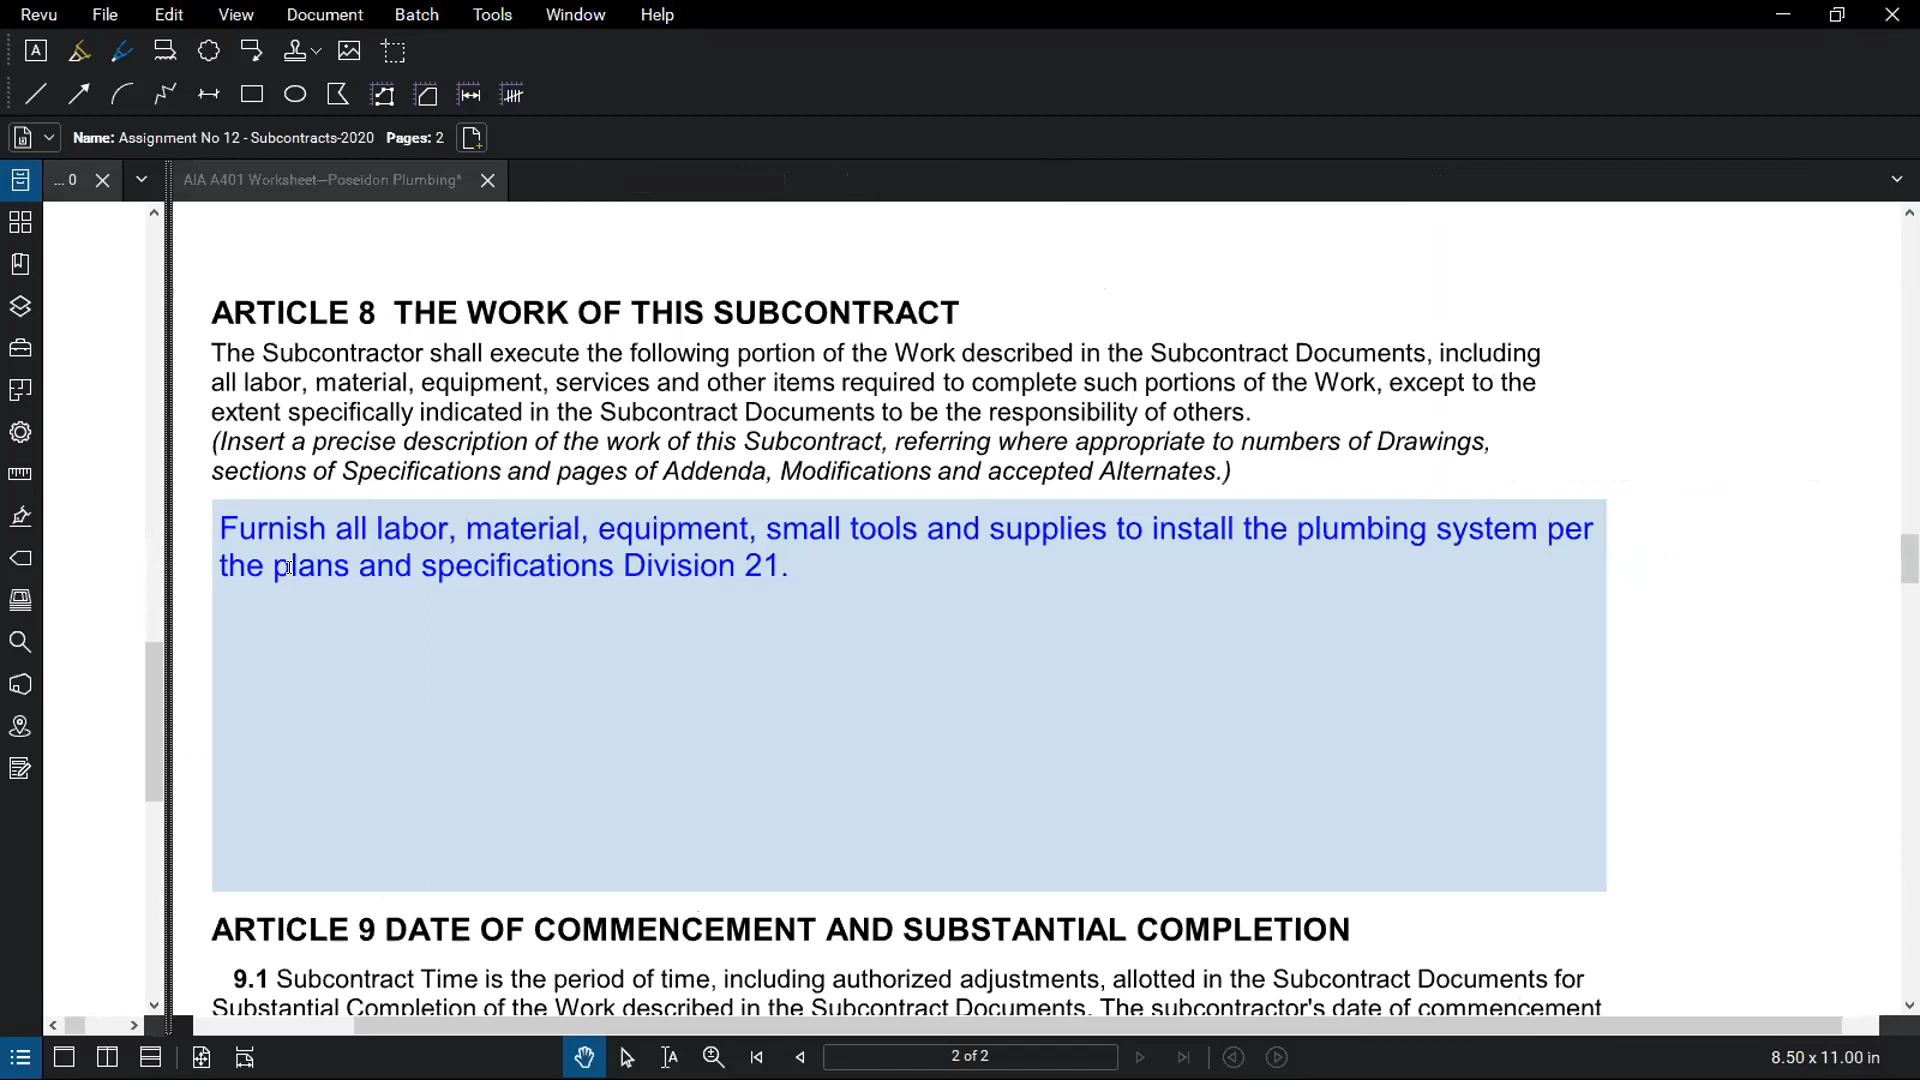 Revu File Edit View Document Batch Tools Window Help
Name: Assignment No 12 - Subcontracts-2020 Pages: 2
... 0 AIA A401 Worksheet—Poseidon Plumbing*
ARTICLE 8 THE WORK OF THIS SUBCONTRACT
The Subcontractor shall execute the following portion of the Work described in the Subcontract Documents, including
all labor, material, equipment, services and other items required to complete such portions of the Work, except to the
extent specifically indicated in the Subcontract Documents to be the responsibility of others.
(Insert a precise description of the work of this Subcontract, referring where appropriate to numbers of Drawings,
sections of Specifications and pages of Addenda, Modifications and accepted Alternates.)
Furnish all labor, material, equipment, small tools and supplies to install the plumbing system per
the plans and specifications Division 21.
ARTICLE 9 DATE OF COMMENCEMENT AND SUBSTANTIAL COMPLETION
9.1 Subcontract Time is the period of time, including authorized adjustments, allotted in the Subcontract Documents for
Substantial Completion of the Work described in the Subcontract Documents. The subcontractor's date of commencement
2 of 2
8.50 x 11.00 in